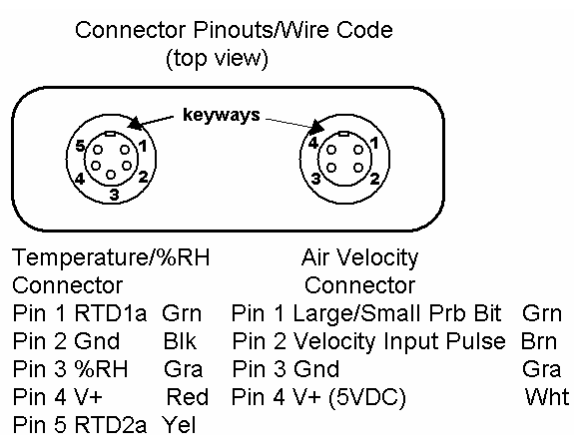 Connector Pinouts/Wire Code
(top view)
keyways
5 1
4 2
3
4 1
3 2
Temperature/%RH Air Velocity
Connector Connector
Pin 1 RTD1a Grn Pin 1 Large/Small Prb Bit Grn
Pin 2 Gnd Blk Pin 2 Velocity Input Pulse Brn
Pin 3 %RH Gra Pin 3 Gnd Gra
Pin 4 V+ Red Pin 4 V+ (5VDC) Wht
Pin 5 RTD2a Yel